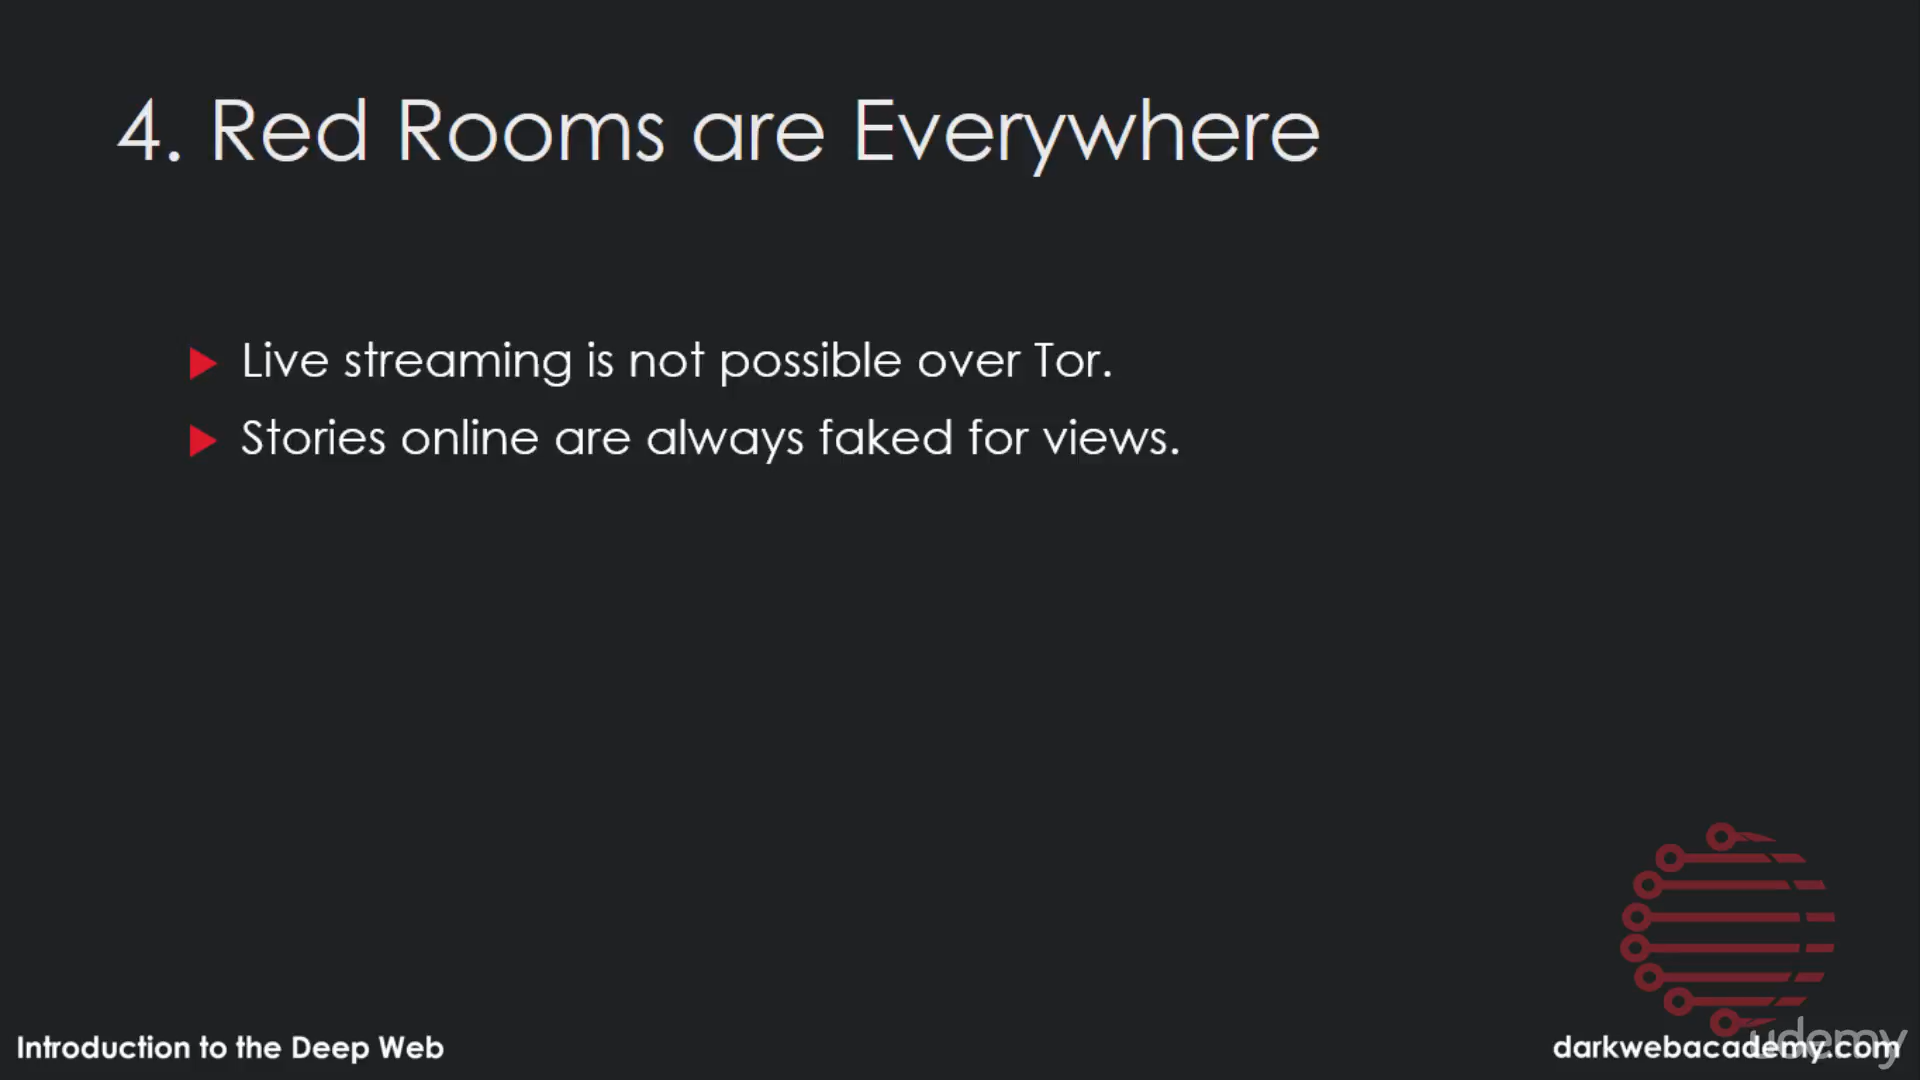 4. Red Rooms are Everywhere
Live streaming is not possible over Tor.
Stories online are always faked for views.
Introduction to the Deep Web
darkwebacademy.com
udemy